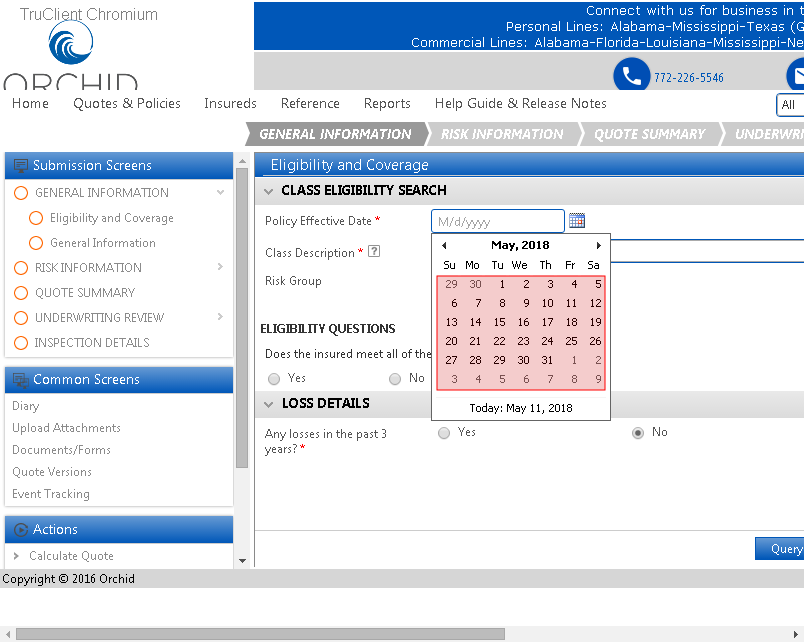 TruClient Chromium
Connect with us for business in t
Personal Lines: Alabama-Mississippi-Texas (G
Commercial Lines: Alabama-Florida-Louisiana-Mississippi-Ne
ORCHID
772-226-5546
Home Quotes & Policies Insureds Reference Reports Help Guide & Release Notes All
GENERAL INFORMATION RISK INFORMATION QUOTE SUMMARY UNDERWRI
Submission Screens
GENERAL INFORMATION
Eligibility and Coverage
General Information
RISK INFORMATION
QUOTE SUMMARY
UNDERWRITING REVIEW
INSPECTION DETAILS
Common Screens
Diary
Upload Attachments
Documents/Forms
Quote Versions
Event Tracking
Actions
Calculate Quote
Eligibility and Coverage
CLASS ELIGIBILITY SEARCH
Policy Effective Date * M/d/yyyy
Class Description * ?
Risk Group
May, 2018
Su Mo Tu We Th Fr Sa
29 30 1 2 3 4 5
6 7 8 9 10 11 12
13 14 15 16 17 18 19
20 21 22 23 24 25 26
27 28 29 30 31 1 2
3 4 5 6 7 8 9
Today: May 11, 2018
ELIGIBILITY QUESTIONS
Does the insured meet all of the
Yes No
LOSS DETAILS
Any losses in the past 3
years? *
Yes No
Query
Copyright © 2016 Orchid